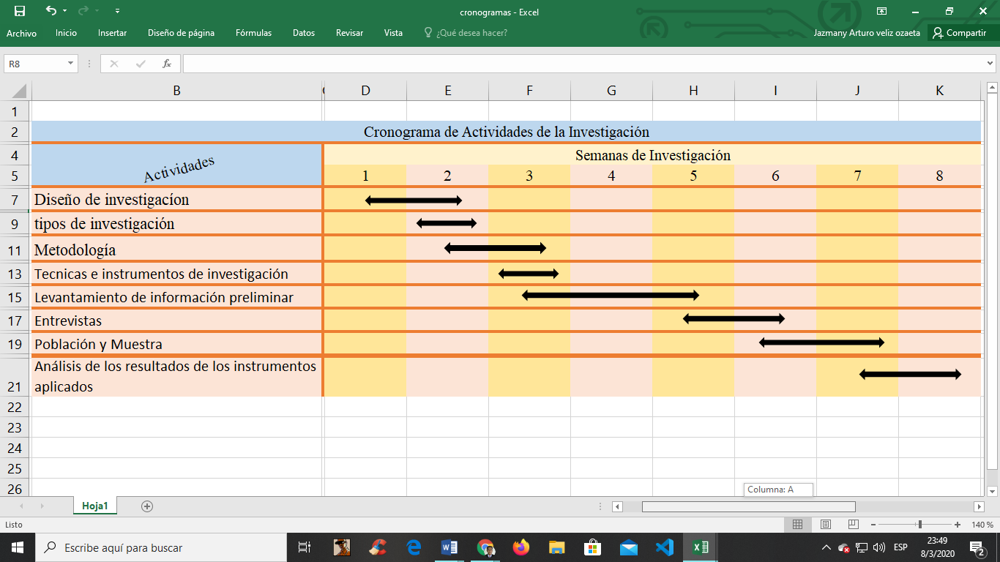 cronogramas - Excel
Archivo Inicio Insertar Diseño de página Fórmulas Datos Revisar Vista ¿Qué desea hacer? Jazmany Arturo veliz ozaeta Compartir
R8 fx
B D E F G H I J K
1
2 Cronograma de Actividades de la Investigación
4 Actividades Semanas de Investigación
5 1 2 3 4 5 6 7 8
7 Diseño de investigacíon
9 tipos de investigación
11 Metodología
13 Tecnicas e instrumentos de investigación
15 Levantamiento de información preliminar
17 Entrevistas
19 Población y Muestra
Análisis de los resultados de los instrumentos
21 aplicados
22
23
24
25
26 Columna: A
Hoja1
Listo 140 %
Escribe aquí para buscar ESP 23:49
8/3/2020 2